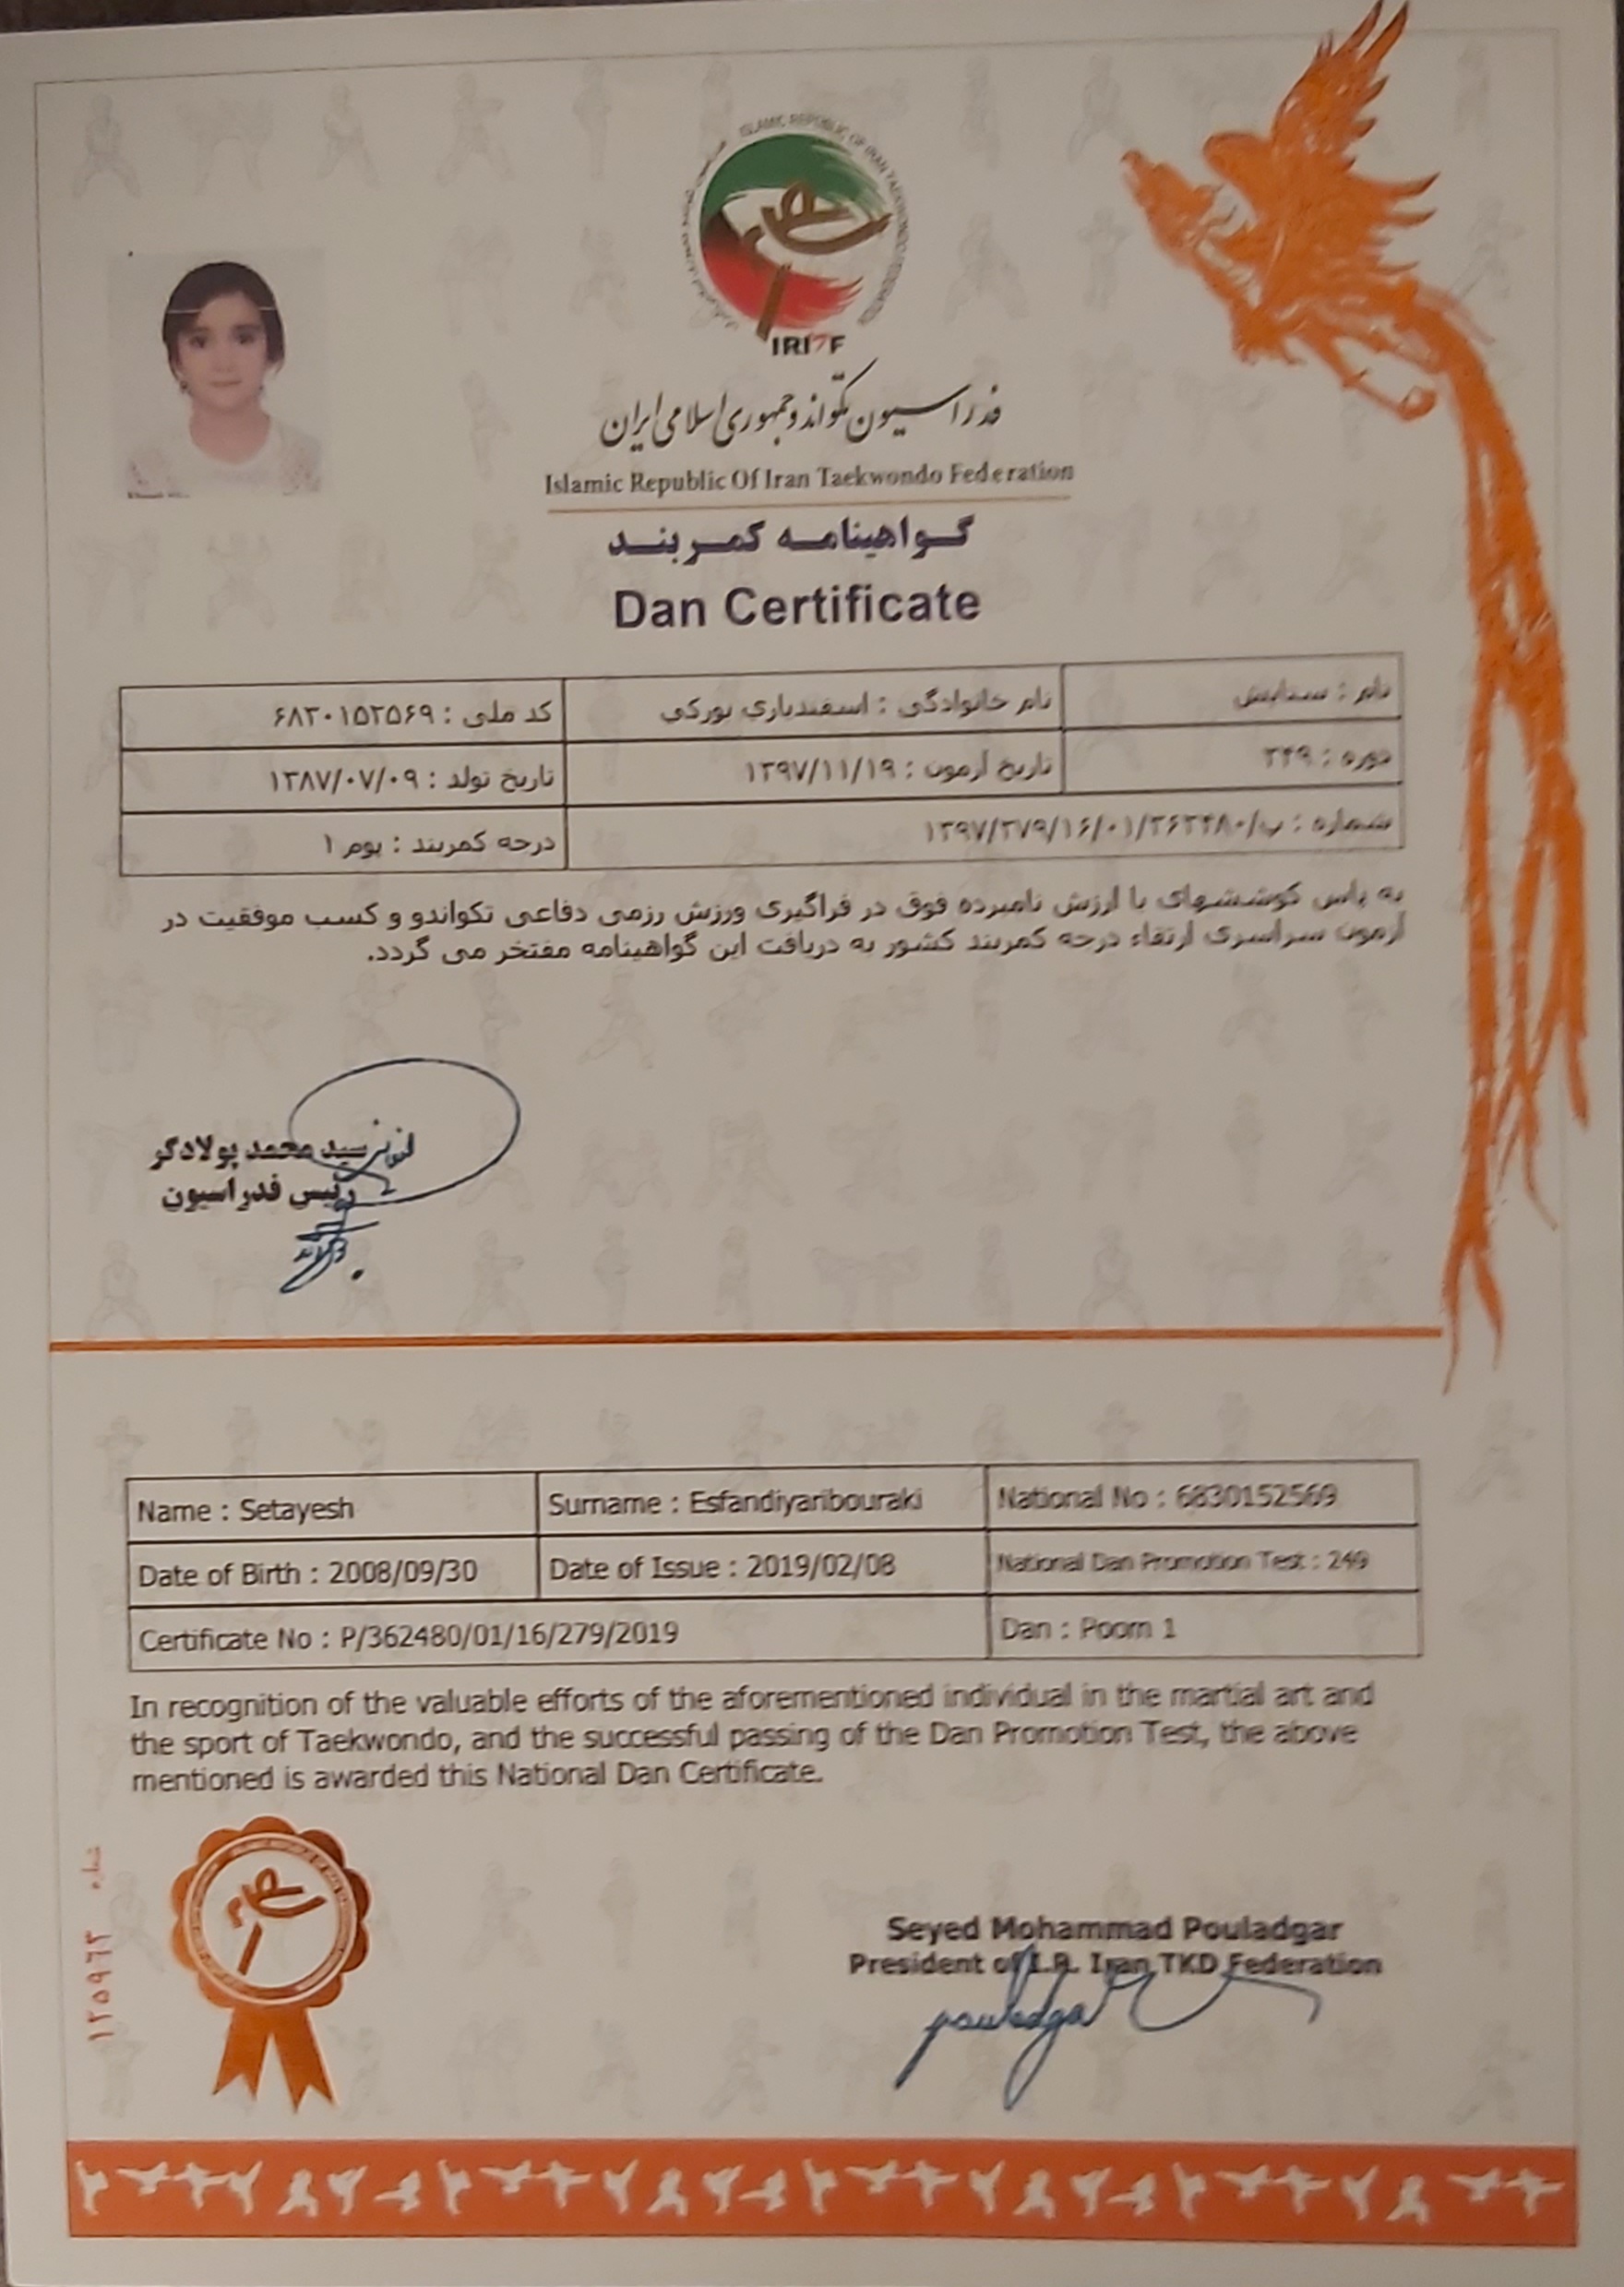 ISLAMIC REPUBLIC OF IRAN TAEKWONDO FEDERATION
IRITF
فدراسیون تکواندو جمهوری اسلامی ایران
Islamic Republic Of Iran Taekwondo Federation
گواهینامه کمربند
Dan Certificate
نام : ستایش نام خانوادگی : اسفندیاری بورکی کد ملی : ۶۸۳۰۱۵۲۵۶۹
دوره : ۲۴۹ تاریخ آزمون : ۱۳۹۷/۱۱/۱۹ تاریخ تولد : ۱۳۸۷/۰۷/۰۹
شماره : پ/۳۶۲۴۸۰/۰۱/۱۶/۲۷۹/۱۳۹۷ درجه کمربند : پوم ۱
به پاس کوششهای با ارزش نامبرده فوق در فراگیری ورزش رزمی دفاعی تکواندو و کسب موفقیت در
آزمون سراسری ارتقاء درجه کمربند کشور به دریافت این گواهینامه مفتخر می گردد.
سید محمد پولادگر
رئیس فدراسیون
Name : Setayesh Surname : Esfandiyaribouraki National No : 6830152569
Date of Birth : 2008/09/30 Date of Issue : 2019/02/08 National Dan Promotion Test : 249
Certificate No : P/362480/01/16/279/2019 Dan : Poom 1
In recognition of the valuable efforts of the aforementioned individual in the martial art and
the sport of Taekwondo, and the successful passing of the Dan Promotion Test, the above
mentioned is awarded this National Dan Certificate.
شماره ۱۲۵۹۶۳
Seyed Mohammad Pouladgar
President of I.R. Iran TKD Federation
pouladgar